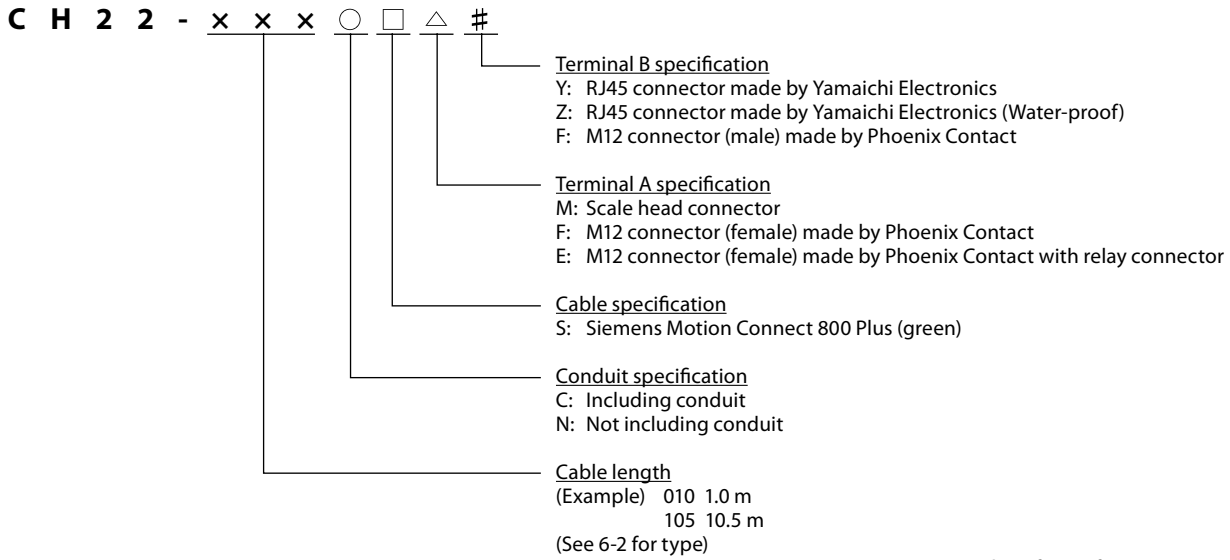 C H 2 2 - × × × ○ □ △ #
Terminal B specification
Y: RJ45 connector made by Yamaichi Electronics
Z: RJ45 connector made by Yamaichi Electronics (Water-proof)
F: M12 connector (male) made by Phoenix Contact
Terminal A specification
M: Scale head connector
F: M12 connector (female) made by Phoenix Contact
E: M12 connector (female) made by Phoenix Contact with relay connector
Cable specification
S: Siemens Motion Connect 800 Plus (green)
Conduit specification
C: Including conduit
N: Not including conduit
Cable length
(Example) 010 1.0 m
105 10.5 m
(See 6-2 for type)